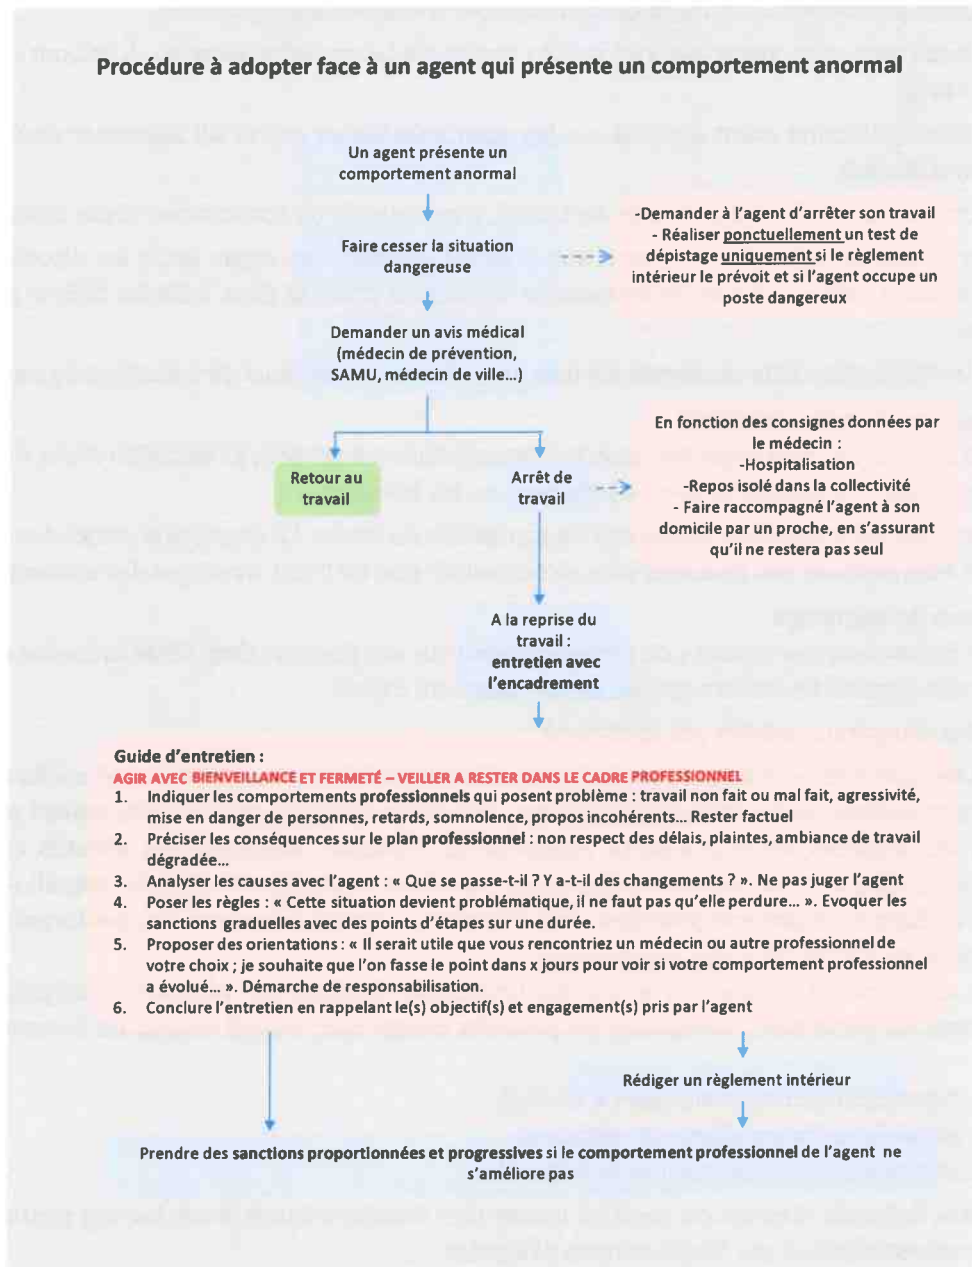 Procédure à adopter face à un agent qui présente un comportement anormal
Un agent présente un
comportement anormal
Faire cesser la situation
dangereuse
-Demander à l'agent d'arrêter son travail
- Réaliser ponctuellement un test de
dépistage uniquement si le règlement
intérieur le prévoit et si l'agent occupe un
poste dangereux
Demander un avis médical
(médecin de prévention,
SAMU, médecin de ville...)
Retour au
travail
Arrêt de
travail
En fonction des consignes données par
le médecin :
-Hospitalisation
-Repos isolé dans la collectivité
- Faire raccompagné l'agent à son
domicile par un proche, en s'assurant
qu'il ne restera pas seul
A la reprise du
travail :
entretien avec
l'encadrement
Guide d'entretien :
AGIR AVEC BIENVEILLANCE ET FERMETÉ – VEILLER A RESTER DANS LE CADRE PROFESSIONNEL
1. Indiquer les comportements professionnels qui posent problème : travail non fait ou mal fait, agressivité,
mise en danger de personnes, retards, somnolence, propos incohérents... Rester factuel
2. Préciser les conséquences sur le plan professionnel : non respect des délais, plaintes, ambiance de travail
dégradée...
3. Analyser les causes avec l'agent : « Que se passe-t-il ? Y a-t-il des changements ? ». Ne pas juger l'agent
4. Poser les règles : « Cette situation devient problématique, il ne faut pas qu'elle perdure... ». Evoquer les
sanctions graduelles avec des points d'étapes sur une durée.
5. Proposer des orientations : « Il serait utile que vous rencontriez un médecin ou autre professionnel de
votre choix ; je souhaite que l'on fasse le point dans x jours pour voir si votre comportement professionnel
a évolué... ». Démarche de responsabilisation.
6. Conclure l'entretien en rappelant le(s) objectif(s) et engagement(s) pris par l'agent
Rédiger un règlement intérieur
Prendre des sanctions proportionnées et progressives si le comportement professionnel de l'agent ne
s'améliore pas